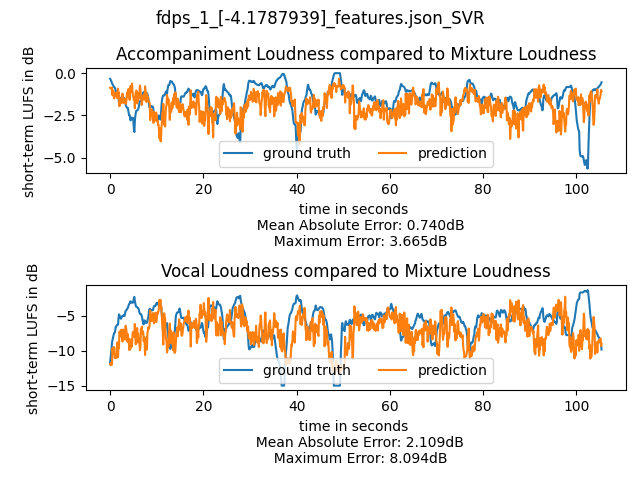 fdps_1_[-4.1787939]_features.json_SVR
Accompaniment Loudness compared to Mixture Loudness
short-term LUFS in dB
0.0
−2.5
−5.0
0 20 40 60 80 100
ground truth prediction
time in seconds
Mean Absolute Error: 0.740dB
Maximum Error: 3.665dB
Vocal Loudness compared to Mixture Loudness
short-term LUFS in dB
−5
−10
−15
0 20 40 60 80 100
ground truth prediction
time in seconds
Mean Absolute Error: 2.109dB
Maximum Error: 8.094dB